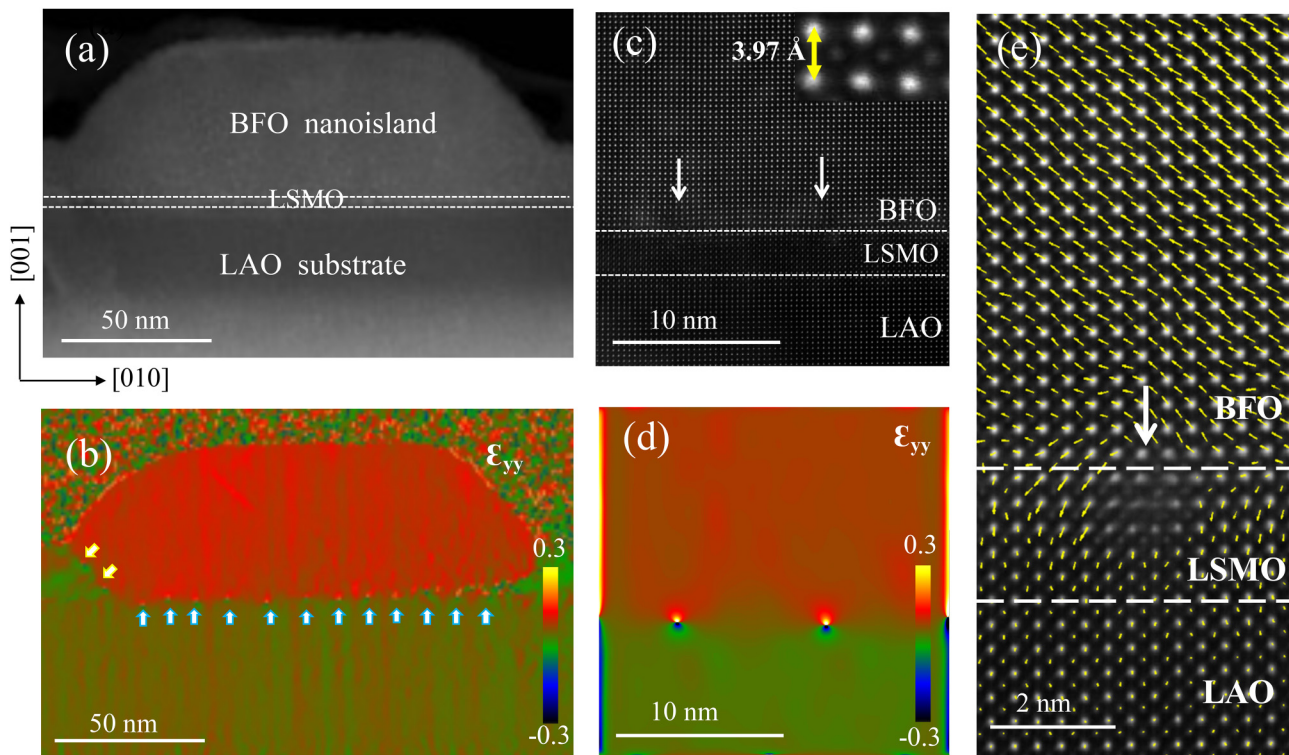 (a)
BFO nanoisland
LSMO
LAO substrate
50 nm
[001]
[010]
(b)
εyy
0.3
-0.3
50 nm
(c)
3.97 Å
BFO
LSMO
LAO
10 nm
(d)
εyy
0.3
-0.3
10 nm
(e)
BFO
LSMO
LAO
2 nm